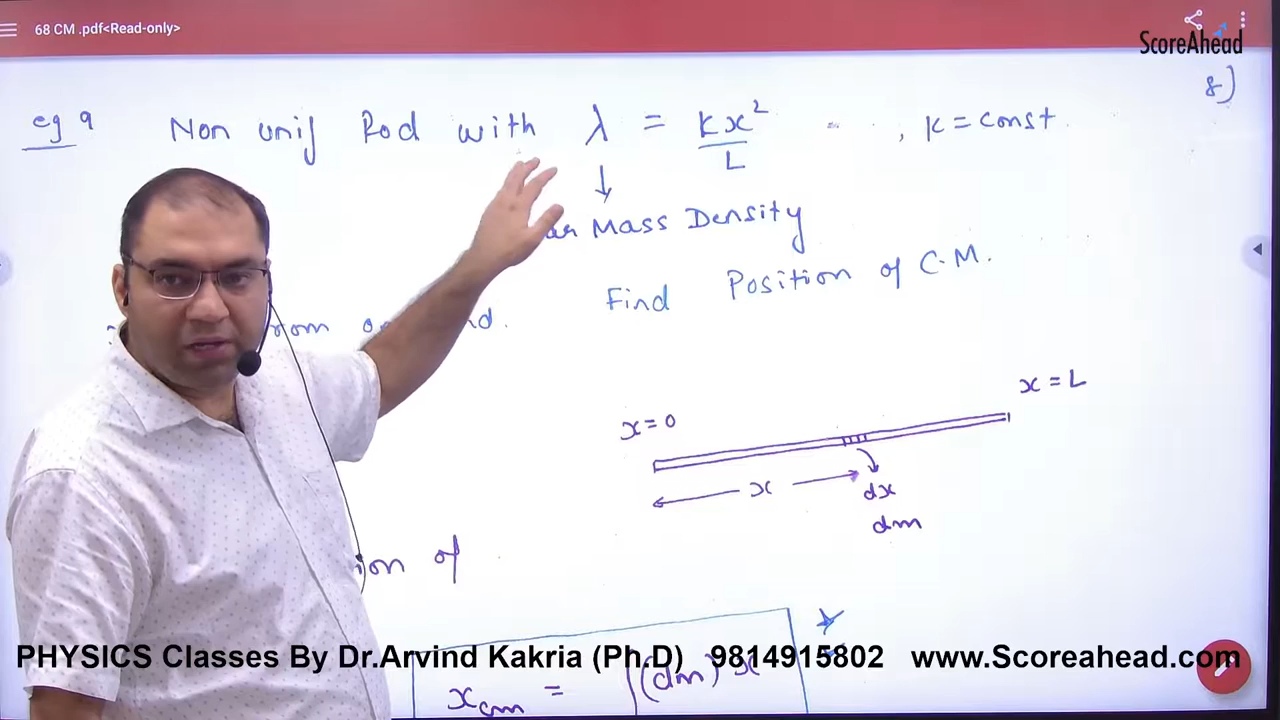 68 CM .pdf<Read-only>
ScoreAhead
8)
eg 9 Non unif Rod with λ = kx²/L , k = const
Mass Density
Find Position of C.M.
x = L
x = 0
x
dx
dm
of
PHYSICS Classes By Dr.Arvind Kakria (Ph.D) 9814915802 www.Scoreahead.com
x_cm = ∫(dm) x